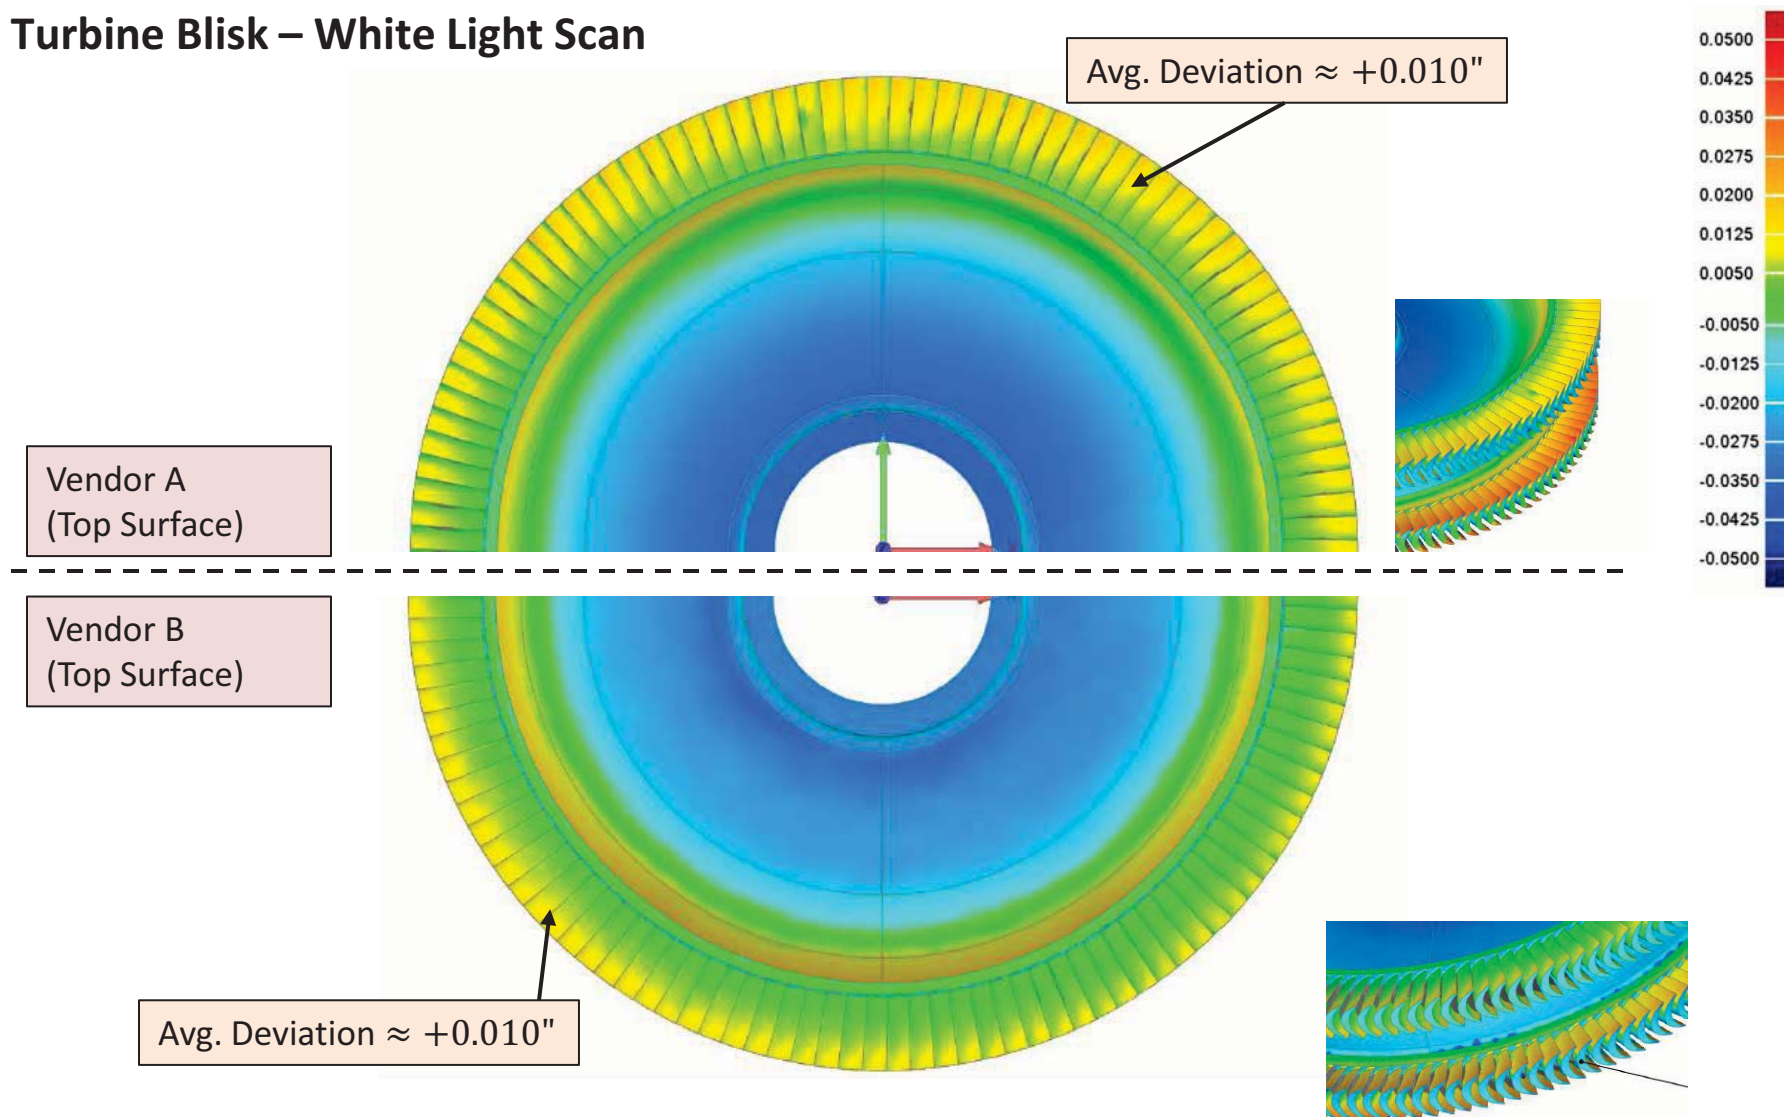 Turbine Blisk – White Light Scan
Avg. Deviation ≈ +0.010"
0.0500
0.0425
0.0350
0.0275
0.0200
0.0125
0.0050
-0.0050
-0.0125
-0.0200
-0.0275
-0.0350
-0.0425
-0.0500
Vendor A
(Top Surface)
Vendor B
(Top Surface)
Avg. Deviation ≈ +0.010"